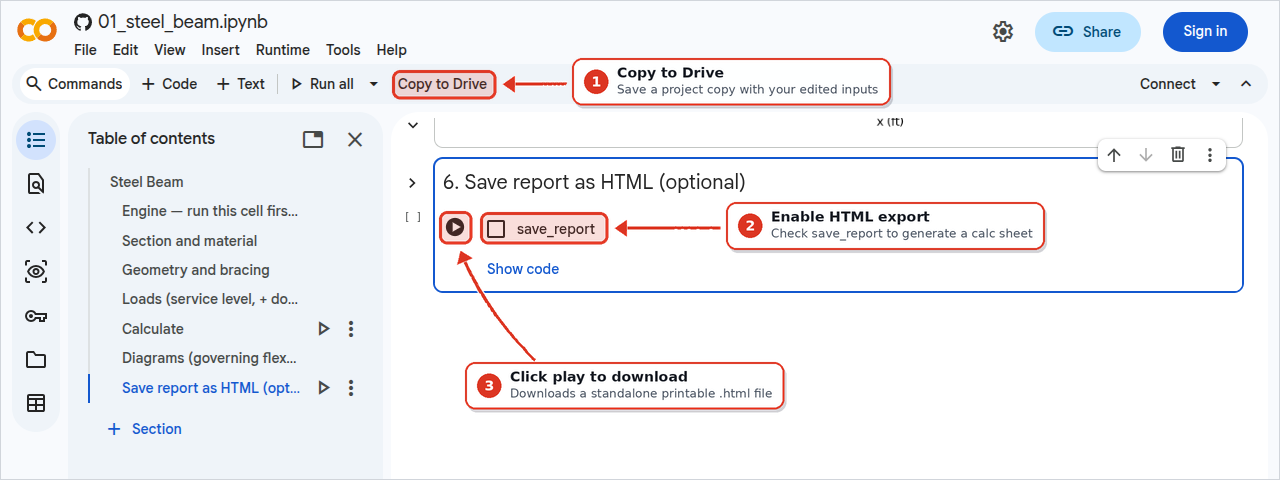 01_steel_beam.ipynb
File Edit View Insert Runtime Tools Help
Share
Sign in
Commands + Code + Text Run all Copy to Drive
1 Copy to Drive
Save a project copy with your edited inputs
Connect
Table of contents
Steel Beam
Engine — run this cell firs...
Section and material
Geometry and bracing
Loads (service level, + do...
Calculate
Diagrams (governing flex...
Save report as HTML (opt...
+ Section
x (ft)
6. Save report as HTML (optional)
[ ]
save_report
2 Enable HTML export
Check save_report to generate a calc sheet
Show code
3 Click play to download
Downloads a standalone printable .html file